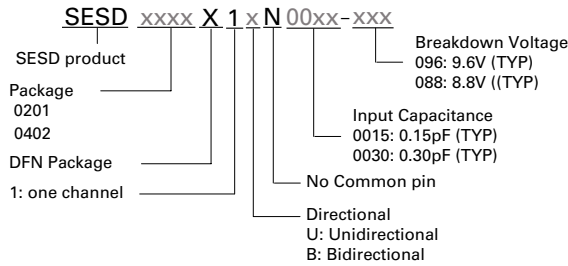 SESD xxxx X 1 x N 00xx-xxx
SESD product
Package
0201
0402
DFN Package
1: one channel
Breakdown Voltage
096: 9.6V (TYP)
088: 8.8V ((TYP)
Input Capacitance
0015: 0.15pF (TYP)
0030: 0.30pF (TYP)
No Common pin
Directional
U: Unidirectional
B: Bidirectional